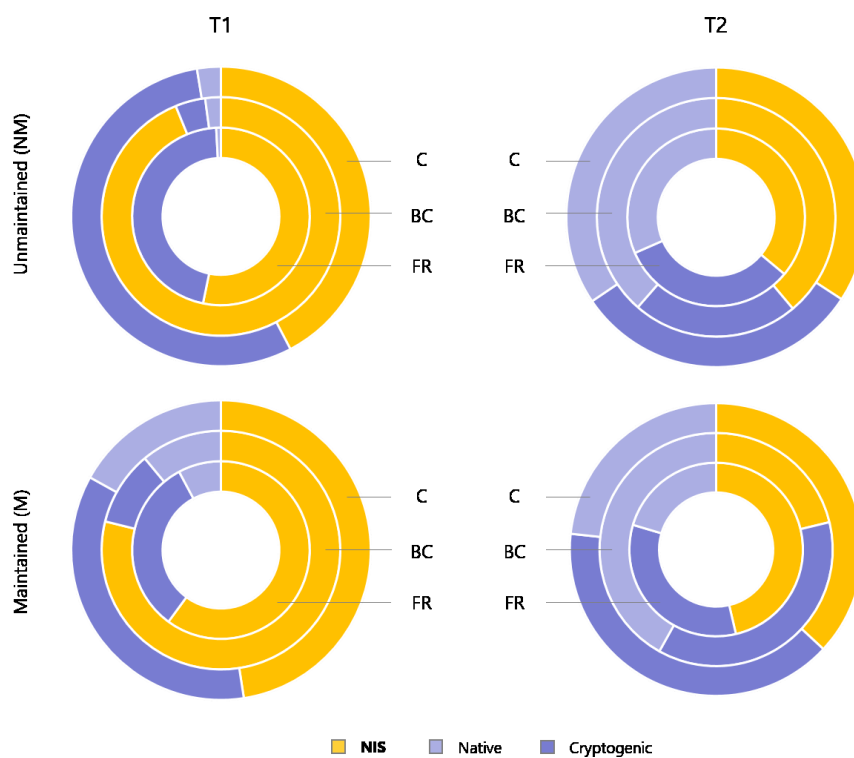 T1 T2
Unmaintained (NM)
C C
BC BC
FR FR
Maintained (M)
C C
BC BC
FR FR
NIS Native Cryptogenic